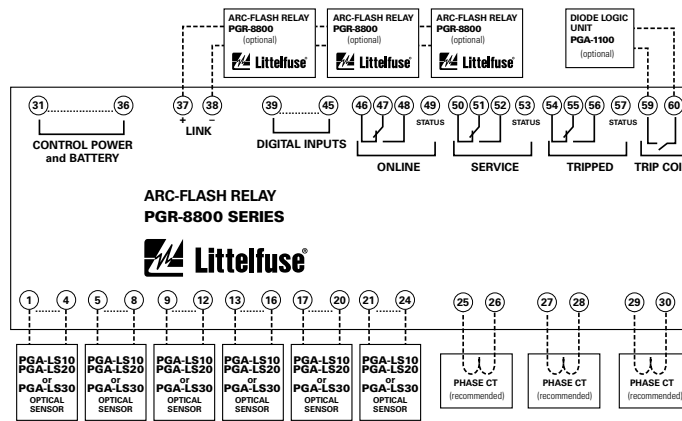 ARC-FLASH RELAY ARC-FLASH RELAY ARC-FLASH RELAY
PGR-8800 PGR-8800 PGR-8800
(optional) (optional) (optional)
Littelfuse Littelfuse Littelfuse
DIODE LOGIC
UNIT
PGA-1100
(optional)
31 36 37 38 39 45 46 47 48 49 50 51 52 53 54 55 56 57 59 60
+ −
LINK
STATUS STATUS STATUS
CONTROL POWER
and BATTERY
DIGITAL INPUTS
ONLINE SERVICE TRIPPED TRIP COI
ARC-FLASH RELAY
PGR-8800 SERIES
Littelfuse®
1 4 5 8 9 12 13 16 17 20 21 24 25 26 27 28 29 30
PGA-LS10 PGA-LS10 PGA-LS10 PGA-LS10 PGA-LS10 PGA-LS10
PGA-LS20 PGA-LS20 PGA-LS20 PGA-LS20 PGA-LS20 PGA-LS20
or or or or or or
PGA-LS30 PGA-LS30 PGA-LS30 PGA-LS30 PGA-LS30 PGA-LS30
OPTICAL OPTICAL OPTICAL OPTICAL OPTICAL OPTICAL
SENSOR SENSOR SENSOR SENSOR SENSOR SENSOR
PHASE CT PHASE CT PHASE CT
(recommended) (recommended) (recommended)